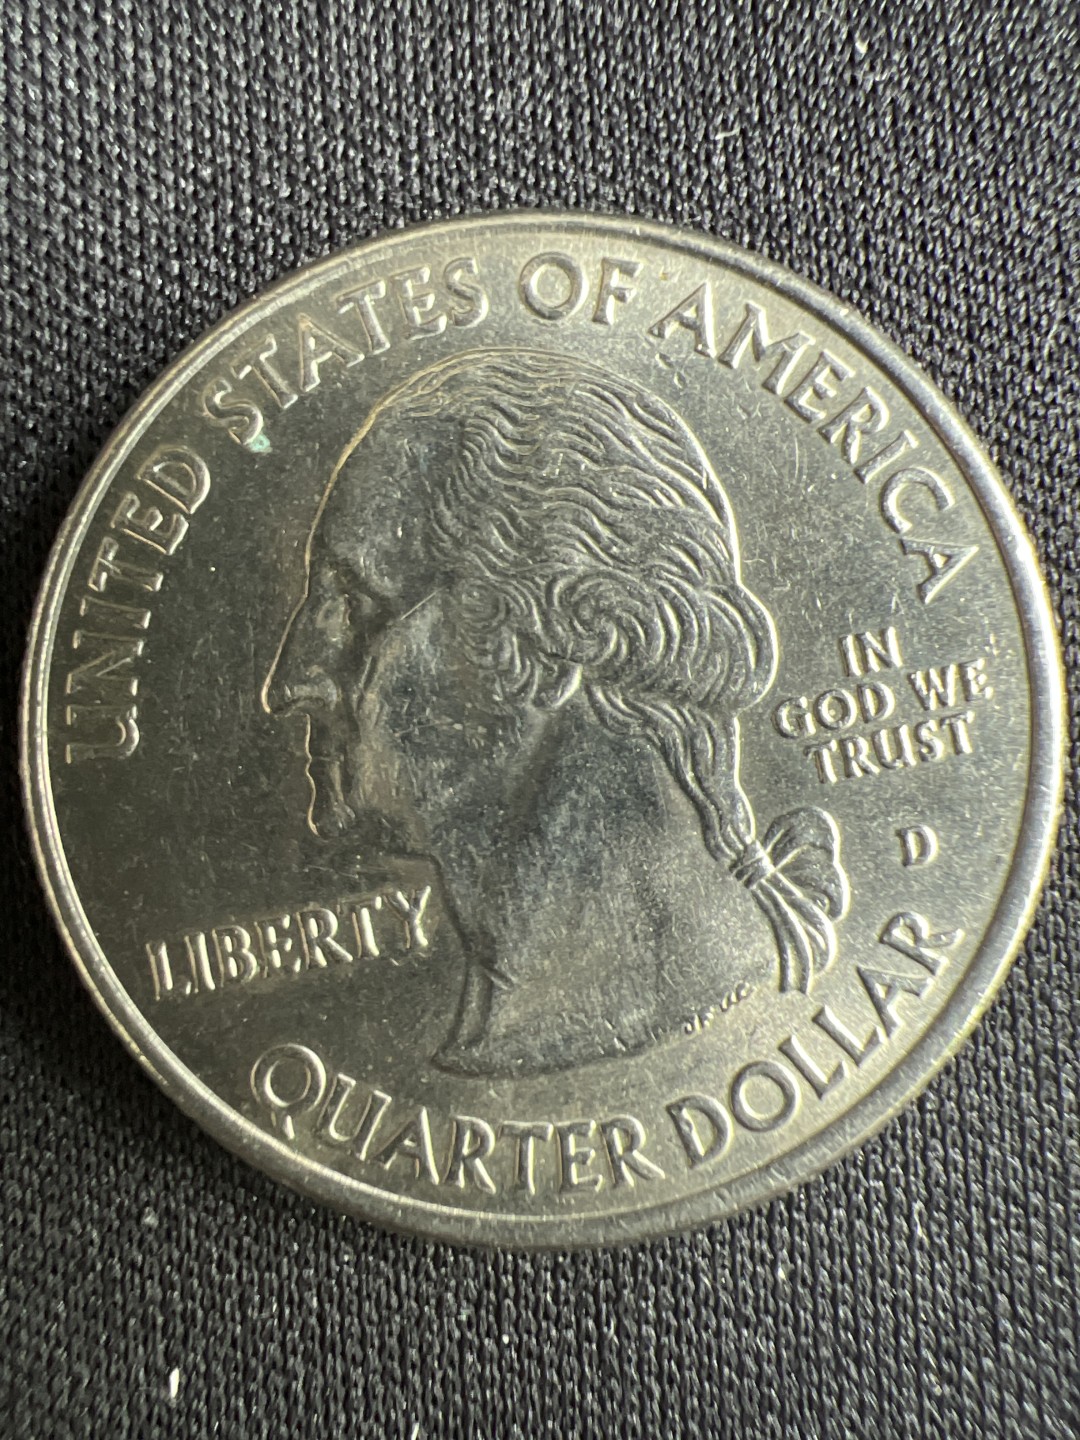 UNITED STATES OF AMERICA
IN
GOD WE
TRUST
D
LIBERTY
QUARTER DOLLAR